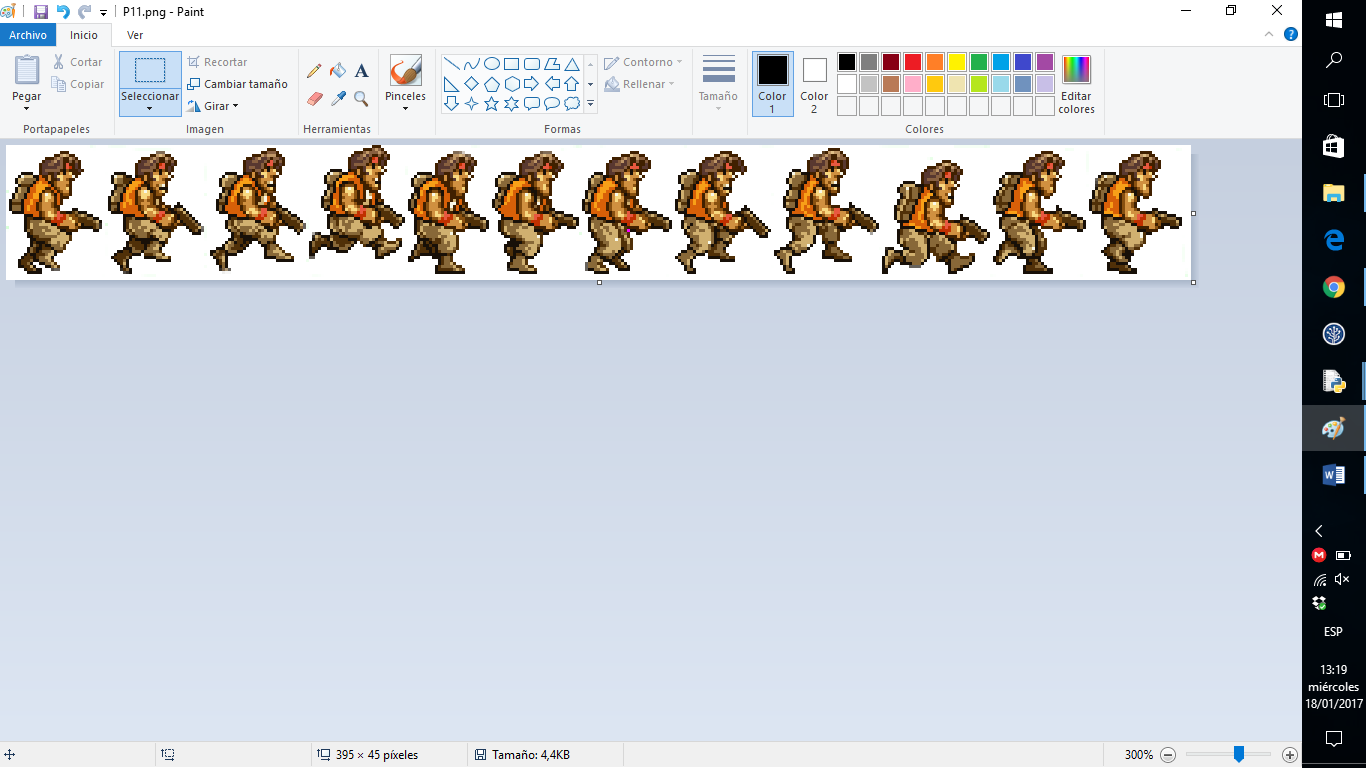 P11.png - Paint
Archivo Inicio Ver
Pegar
Cortar
Copiar
Portapapeles
Seleccionar
Recortar
Cambiar tamaño
Girar
Imagen
A
Herramientas
Pinceles
Contorno
Rellenar
Formas
Tamaño
Color 1
Color 2
Editar colores
Colores
395 × 45 píxeles
Tamaño: 4,4KB
300%
ESP
13:19
miércoles
18/01/2017